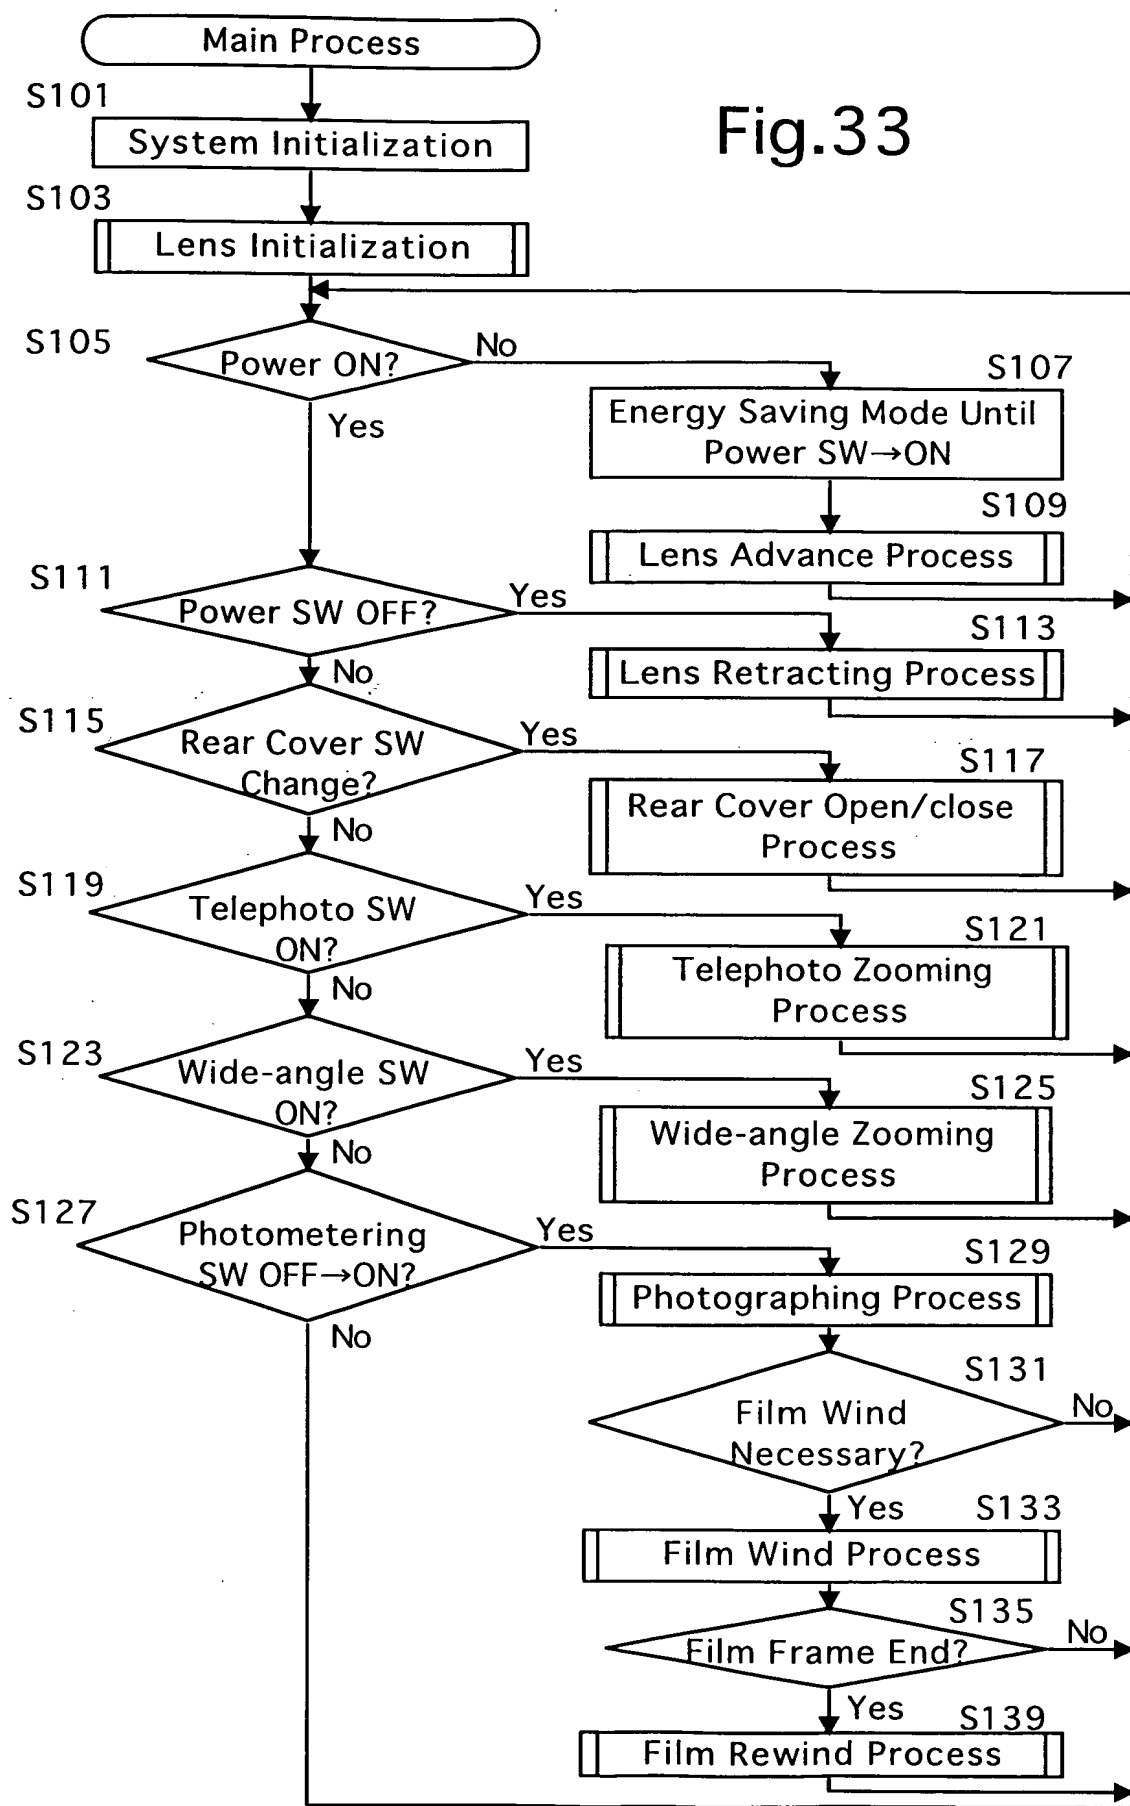 Main Process
Fig.33
S101
System Initialization
S103
Lens Initialization
S105
Power ON?
No
Yes
S107
Energy Saving Mode Until
Power SW→ON
S109
Lens Advance Process
S111
Power SW OFF?
Yes
No
S113
Lens Retracting Process
S115
Rear Cover SW
Change?
Yes
No
S117
Rear Cover Open/close
Process
S119
Telephoto SW
ON?
Yes
No
S121
Telephoto Zooming
Process
S123
Wide-angle SW
ON?
Yes
No
S125
Wide-angle Zooming
Process
S127
Photometering
SW OFF→ON?
Yes
No
S129
Photographing Process
S131
Film Wind
Necessary?
No
Yes
S133
Film Wind Process
S135
Film Frame End?
No
Yes
S139
Film Rewind Process